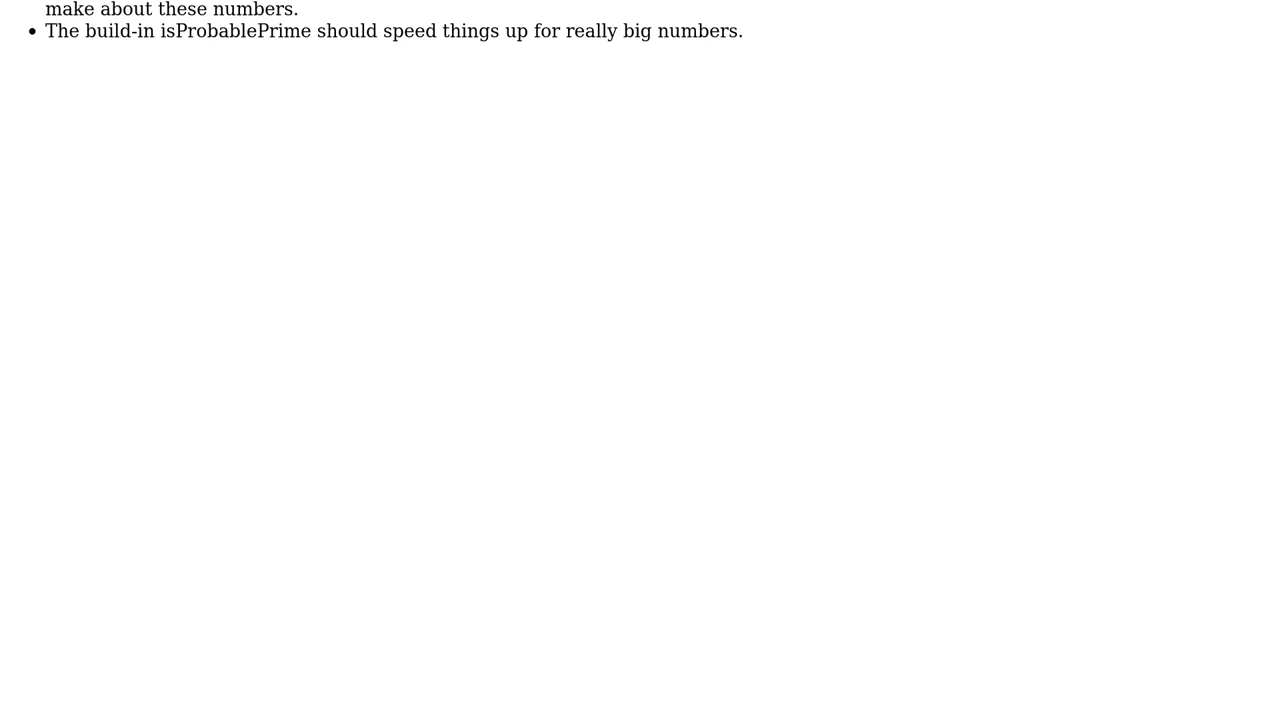 make about these numbers.
• The build-in isProbablePrime should speed things up for really big numbers.